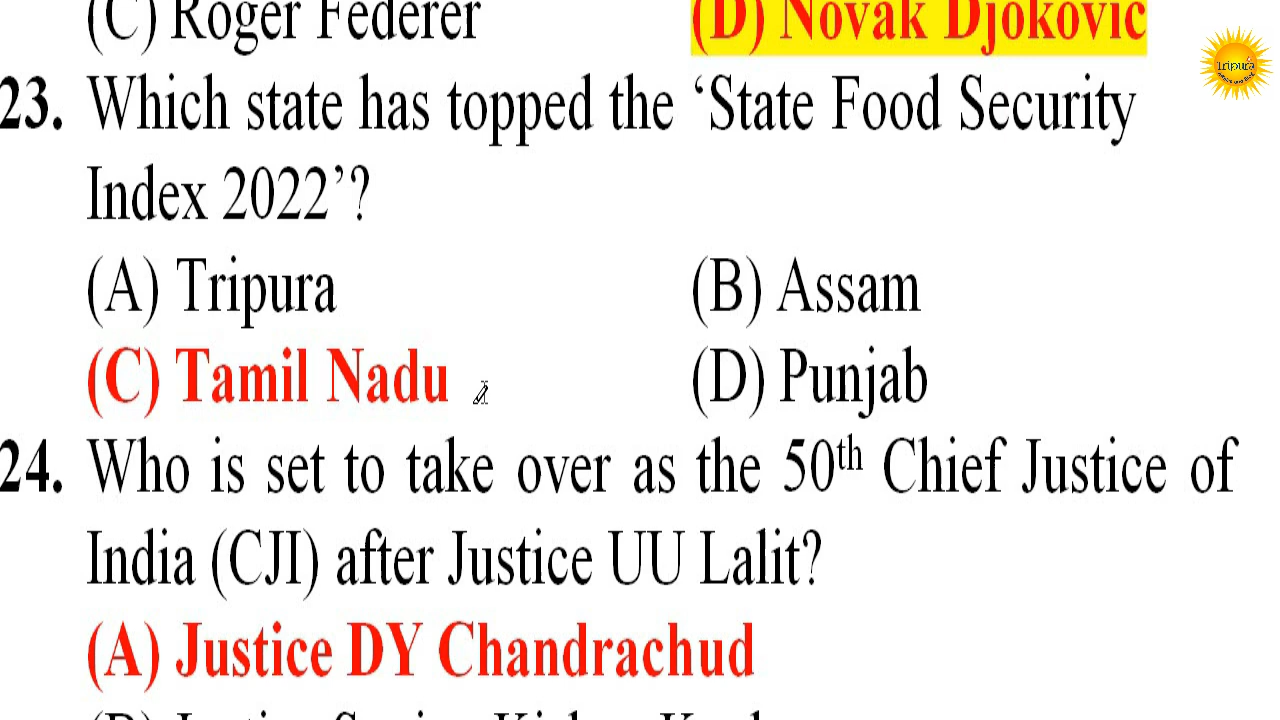 (C) Roger Federer (D) Novak Djokovic
23. Which state has topped the ‘State Food Security
Index 2022’?
(A) Tripura (B) Assam
(C) Tamil Nadu (D) Punjab
24. Who is set to take over as the 50th Chief Justice of
India (CJI) after Justice UU Lalit?
(A) Justice DY Chandrachud
Tripura